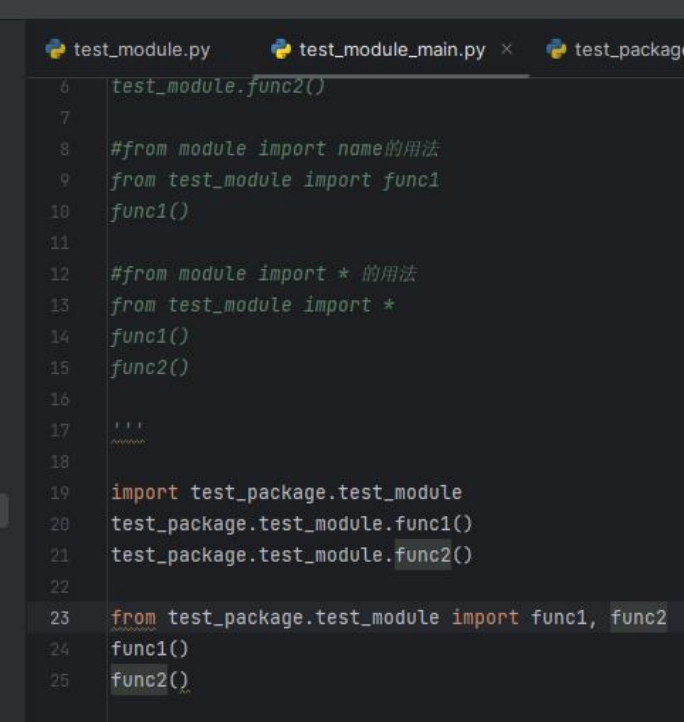 test_module.py test_module_main.py × test_package
6 test_module.func2()
7
8 #from module import name的用法
9 from test_module import func1
10 func1()
11
12 #from module import * 的用法
13 from test_module import *
14 func1()
15 func2()
16
17 '''
18
19 import test_package.test_module
20 test_package.test_module.func1()
21 test_package.test_module.func2()
22
23 from test_package.test_module import func1, func2
24 func1()
25 func2()